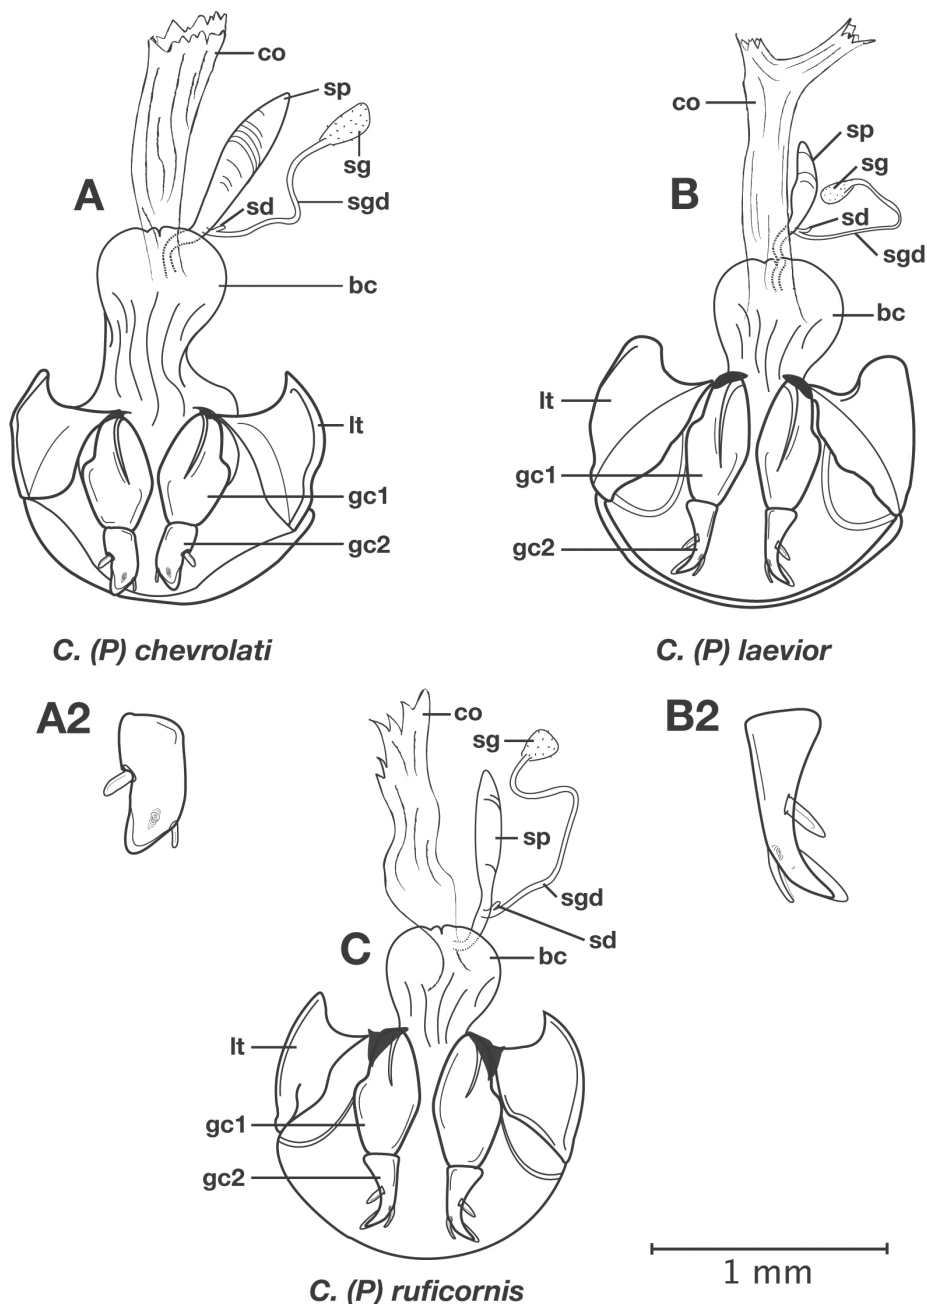 co
sp
sg
A
sd
sgd
bc
lt
gc1
gc2
C. (P) chevrolati
co
sp
B
sg
sd
sgd
bc
lt
gc1
gc2
C. (P) laevior
A2
B2
co
sg
sp
sgd
sd
C
bc
lt
gc1
gc2
1 mm
C. (P) ruficornis